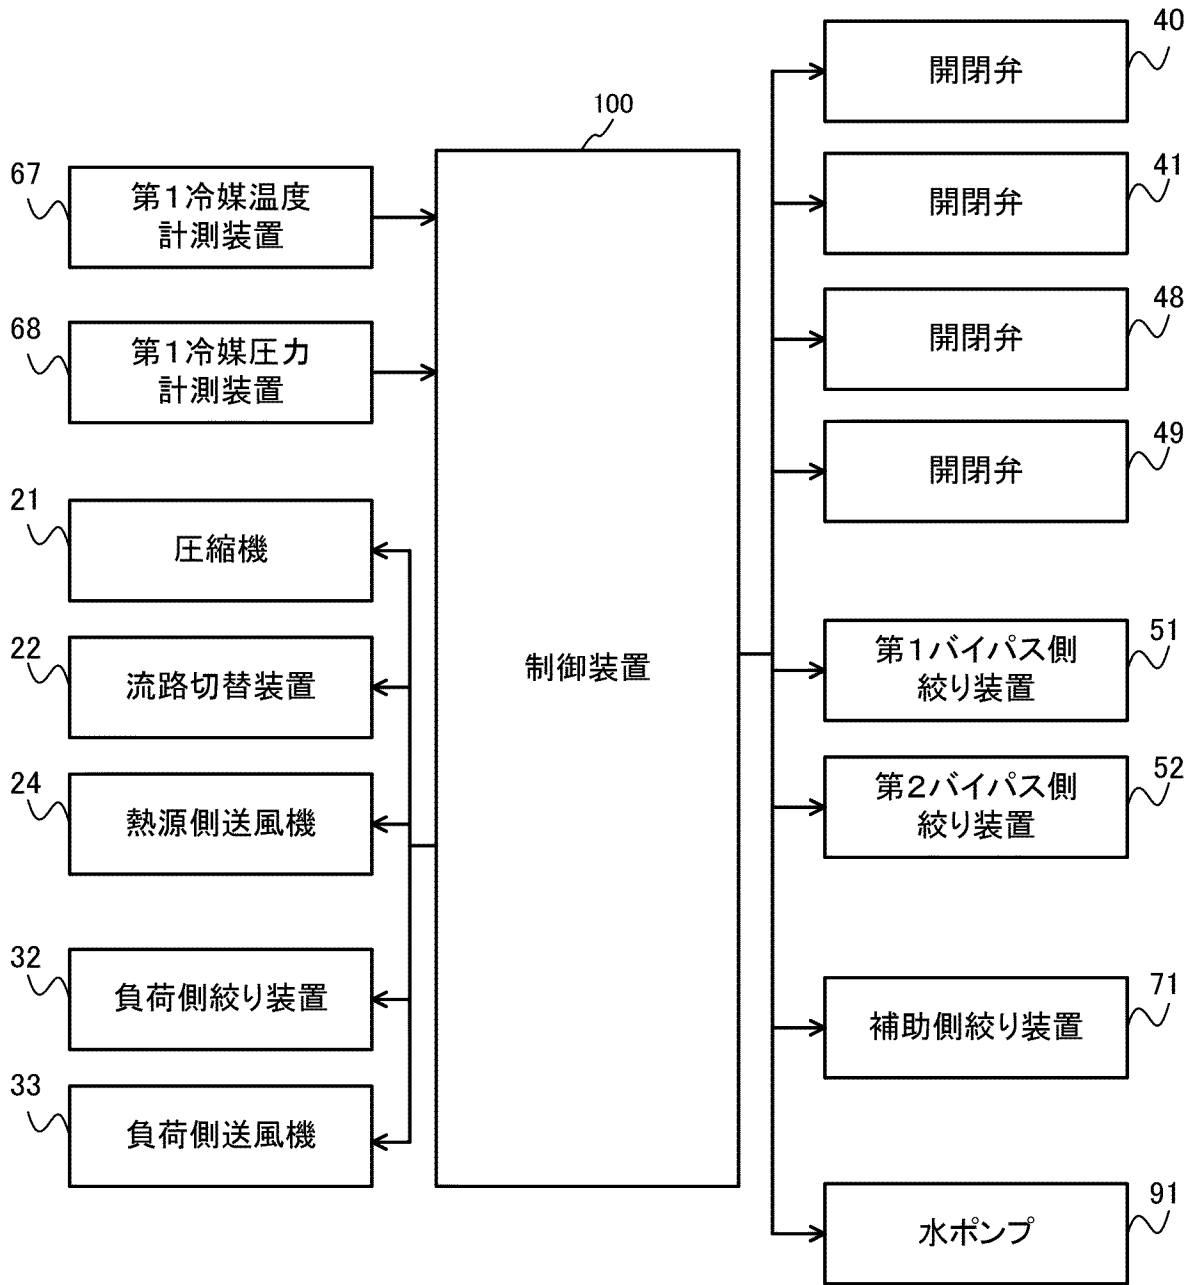 100
67
第1冷媒温度
計測装置
68
第1冷媒圧力
計測装置
21
圧縮機
22
流路切替装置
24
熱源側送風機
32
負荷側絞り装置
33
負荷側送風機
制御装置
40
開閉弁
41
開閉弁
48
開閉弁
49
開閉弁
51
第1バイパス側
絞り装置
52
第2バイパス側
絞り装置
71
補助側絞り装置
91
水ポンプ